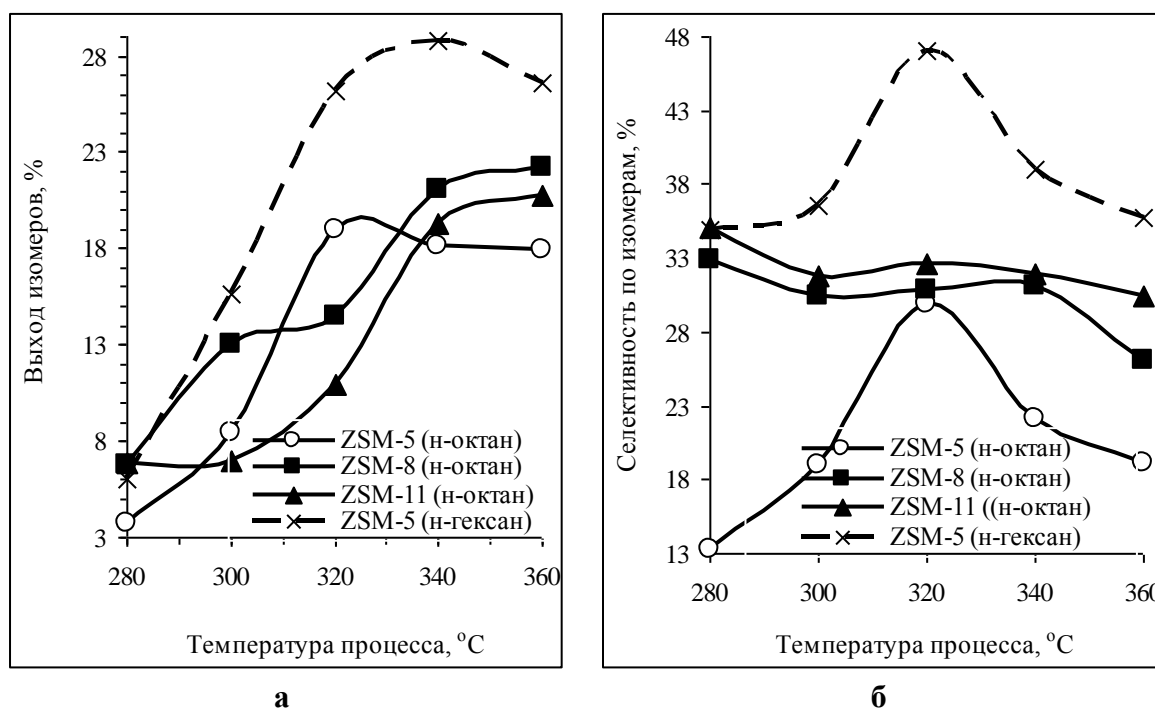 Выход изомеров, %
28
23
18
13
8
3
ZSM-5 (н-октан)
ZSM-8 (н-октан)
ZSM-11 (н-октан)
ZSM-5 (н-гексан)
280 300 320 340 360
Температура процесса, °С
а
Селективность по изомерам, %
48
43
38
33
28
23
18
13
ZSM-5 (н-октан)
ZSM-8 (н-октан)
ZSM-11 ((н-октан)
ZSM-5 (н-гексан)
280 300 320 340 360
Температура процесса, °С
б